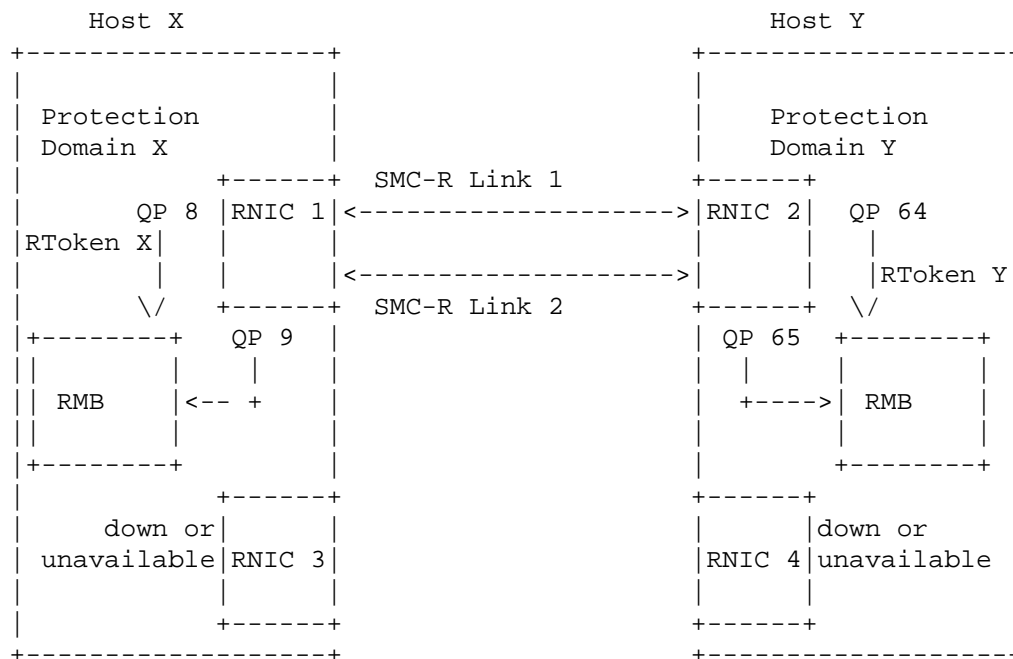 Host X Host Y
Protection Protection
Domain X Domain Y
SMC-R Link 1
QP 8 RNIC 1 RNIC 2 QP 64
RToken X
RToken Y
SMC-R Link 2
QP 9 QP 65
RMB RMB
down or down or
unavailable RNIC 3 RNIC 4 unavailable